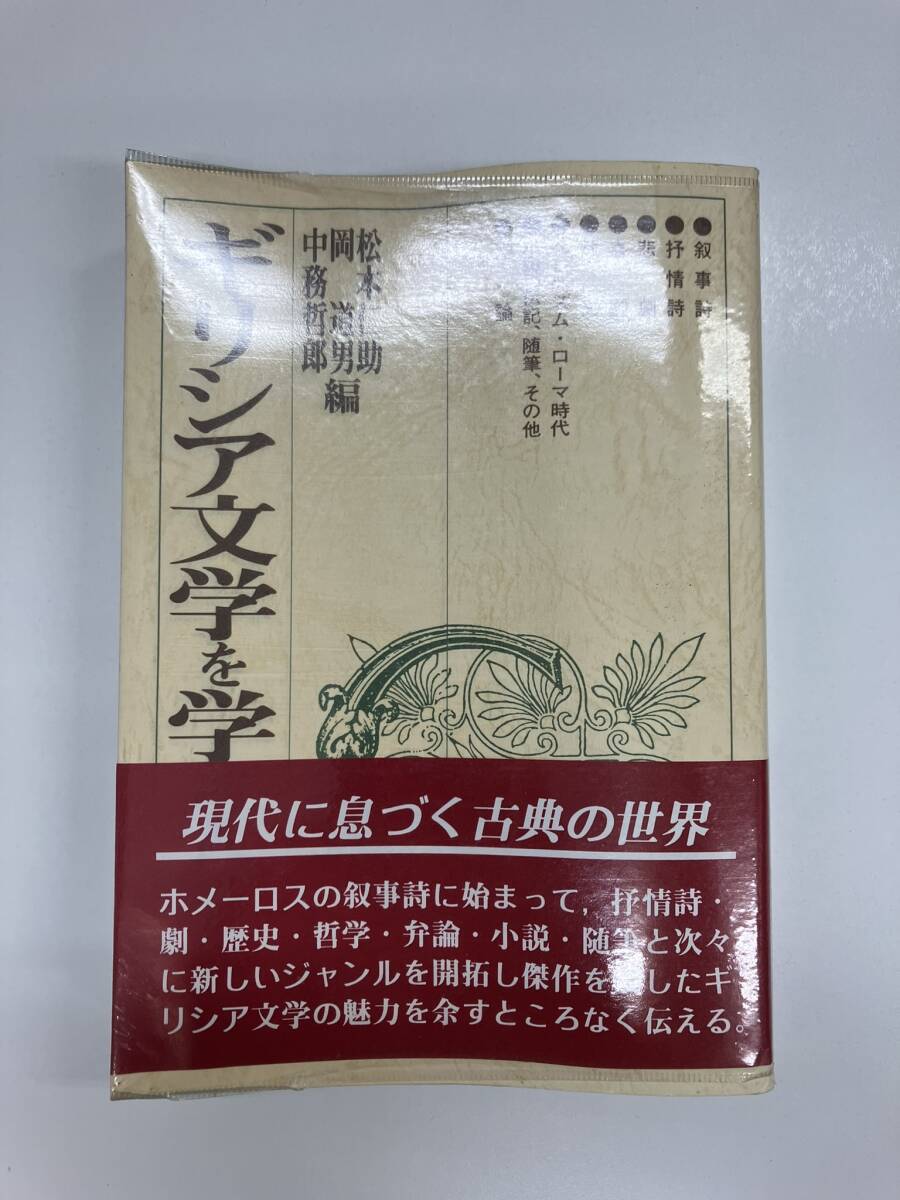 ●叙事詩
●抒情詩
ム・ローマ時代
記、随筆、その他
論
松本 助
岡道男編
中務哲郎
ギリシア文学を学
現代に息づく古典の世界
ホメーロスの叙事詩に始まって，抒情詩・
劇・歴史・哲学・弁論・小説・随筆と次々
に新しいジャンルを開拓し傑作を したギ
リシア文学の魅力を余すところなく伝える。